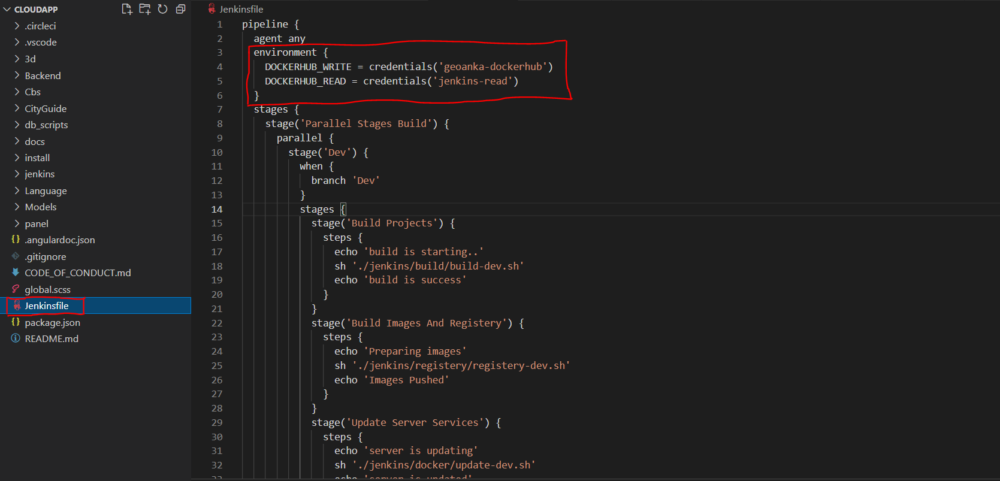 CLOUDAPP
.circleci
.vscode
3d
Backend
Cbs
CityGuide
db_scripts
docs
install
jenkins
Language
Models
panel
.angulardoc.json
.gitignore
CODE_OF_CONDUCT.md
global.scss
Jenkinsfile
package.json
README.md
Jenkinsfile
1 pipeline {
2 agent any
3 environment {
4 DOCKERHUB_WRITE = credentials('geoanka-dockerhub')
5 DOCKERHUB_READ = credentials('jenkins-read')
6 }
7 stages {
8 stage('Parallel Stages Build') {
9 parallel {
10 stage('Dev') {
11 when {
12 branch 'Dev'
13 }
14 stages {
15 stage('Build Projects') {
16 steps {
17 echo 'build is starting..'
18 sh './jenkins/build/build-dev.sh'
19 echo 'build is success'
20 }
21 }
22 stage('Build Images And Registery') {
23 steps {
24 echo 'Preparing images'
25 sh './jenkins/registery/registery-dev.sh'
26 echo 'Images Pushed'
27 }
28 }
29 stage('Update Server Services') {
30 steps {
31 echo 'server is updating'
32 sh './jenkins/docker/update-dev.sh'
33 echo 'server is updated'